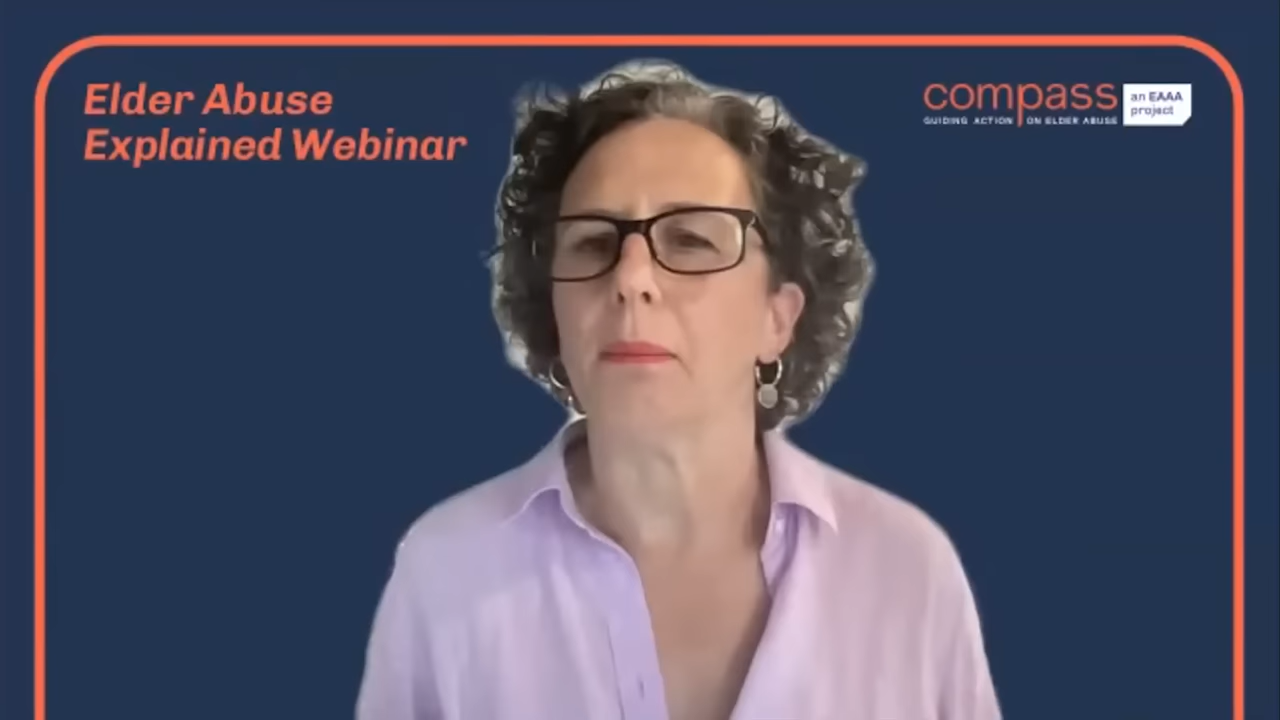 Elder Abuse
Explained Webinar
compass
GUIDING ACTION ON ELDER ABUSE
an EAAA
project